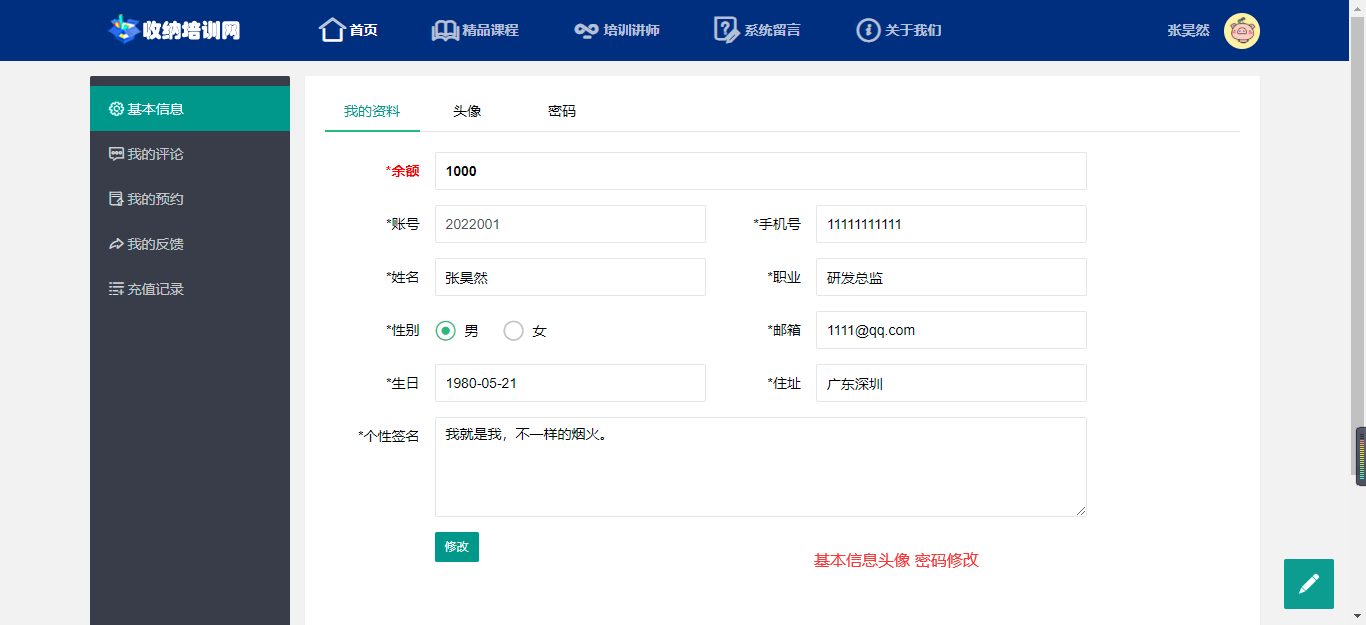 收纳培训网 首页 精品课程 培训讲师 系统留言 关于我们 张昊然
基本信息
我的评论
我的预约
我的反馈
充值记录
我的资料 头像 密码
*余额 1000
*账号 2022001 *手机号 11111111111
*姓名 张昊然 *职业 研发总监
*性别 男 女 *邮箱 1111@qq.com
*生日 1980-05-21 *住址 广东深圳
*个性签名 我就是我，不一样的烟火。
修改
基本信息头像 密码修改